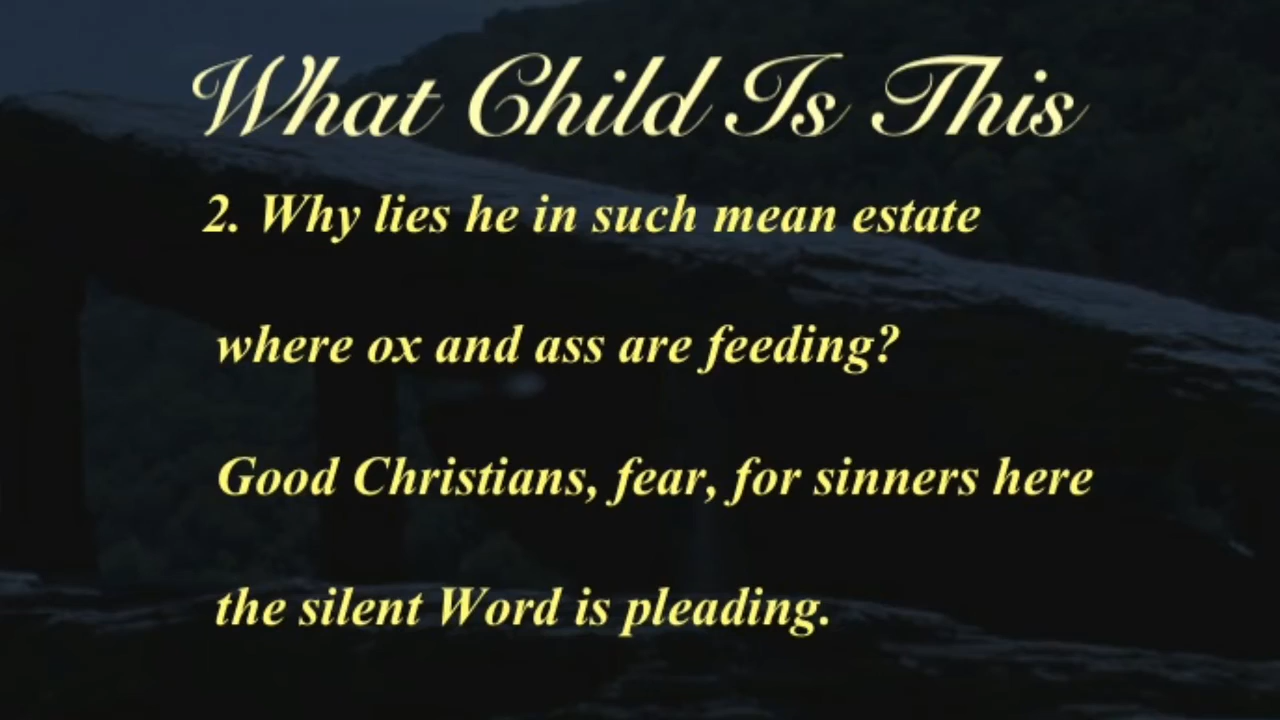 What Child Is This
2. Why lies he in such mean estate
where ox and ass are feeding?
Good Christians, fear, for sinners here
the silent Word is pleading.